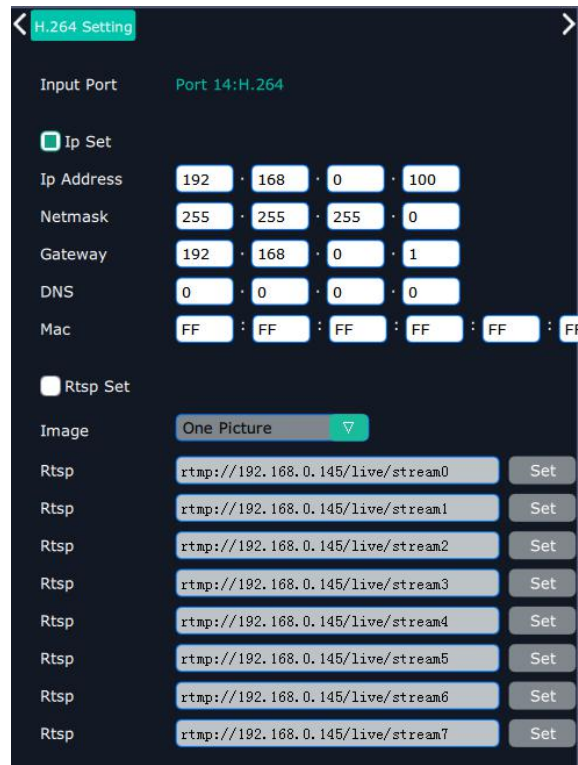 H.264 Setting
Input Port Port 14:H.264
Ip Set
Ip Address 192 . 168 . 0 . 100
Netmask 255 . 255 . 255 . 0
Gateway 192 . 168 . 0 . 1
DNS 0 . 0 . 0 . 0
Mac FF : FF : FF : FF : FF : FF
Rtsp Set
Image One Picture
Rtsp rtmp://192.168.0.145/live/stream0 Set
Rtsp rtmp://192.168.0.145/live/stream1 Set
Rtsp rtmp://192.168.0.145/live/stream2 Set
Rtsp rtmp://192.168.0.145/live/stream3 Set
Rtsp rtmp://192.168.0.145/live/stream4 Set
Rtsp rtmp://192.168.0.145/live/stream5 Set
Rtsp rtmp://192.168.0.145/live/stream6 Set
Rtsp rtmp://192.168.0.145/live/stream7 Set